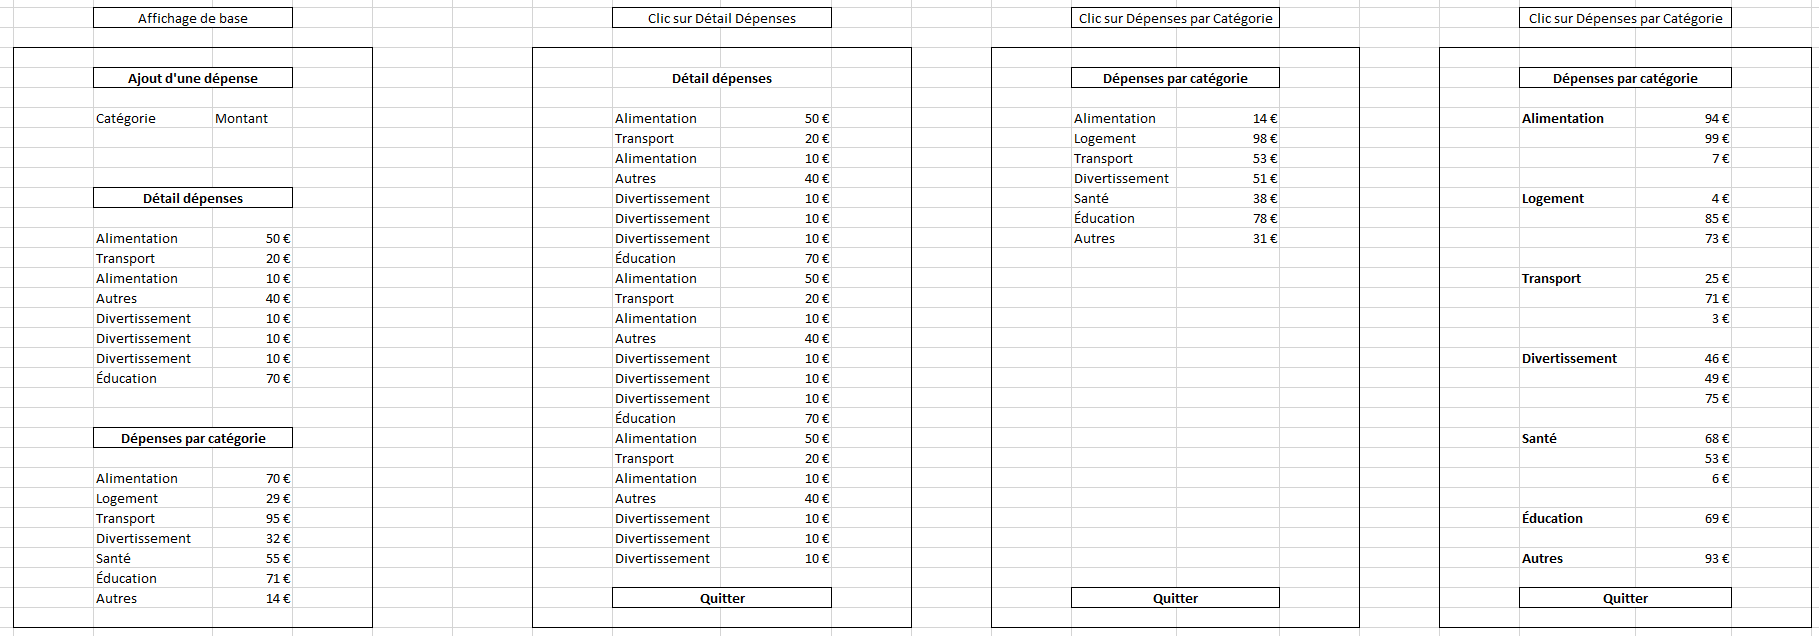 Affichage de base
Ajout d'une dépense
Catégorie Montant
Détail dépenses
Alimentation 50 €
Transport 20 €
Alimentation 10 €
Autres 40 €
Divertissement 10 €
Divertissement 10 €
Divertissement 10 €
Éducation 70 €
Dépenses par catégorie
Alimentation 70 €
Logement 29 €
Transport 95 €
Divertissement 32 €
Santé 55 €
Éducation 71 €
Autres 14 €
Clic sur Détail Dépenses
Détail dépenses
Alimentation 50 €
Transport 20 €
Alimentation 10 €
Autres 40 €
Divertissement 10 €
Divertissement 10 €
Divertissement 10 €
Éducation 70 €
Alimentation 50 €
Transport 20 €
Alimentation 10 €
Autres 40 €
Divertissement 10 €
Divertissement 10 €
Divertissement 10 €
Éducation 70 €
Alimentation 50 €
Transport 20 €
Alimentation 10 €
Autres 40 €
Divertissement 10 €
Divertissement 10 €
Divertissement 10 €
Quitter
Clic sur Dépenses par Catégorie
Dépenses par catégorie
Alimentation 14 €
Logement 98 €
Transport 53 €
Divertissement 51 €
Santé 38 €
Éducation 78 €
Autres 31 €
Quitter
Clic sur Dépenses par Catégorie
Dépenses par catégorie
Alimentation 94 €
99 €
7 €
Logement 4 €
85 €
73 €
Transport 25 €
71 €
3 €
Divertissement 46 €
49 €
75 €
Santé 68 €
53 €
6 €
Éducation 69 €
Autres 93 €
Quitter